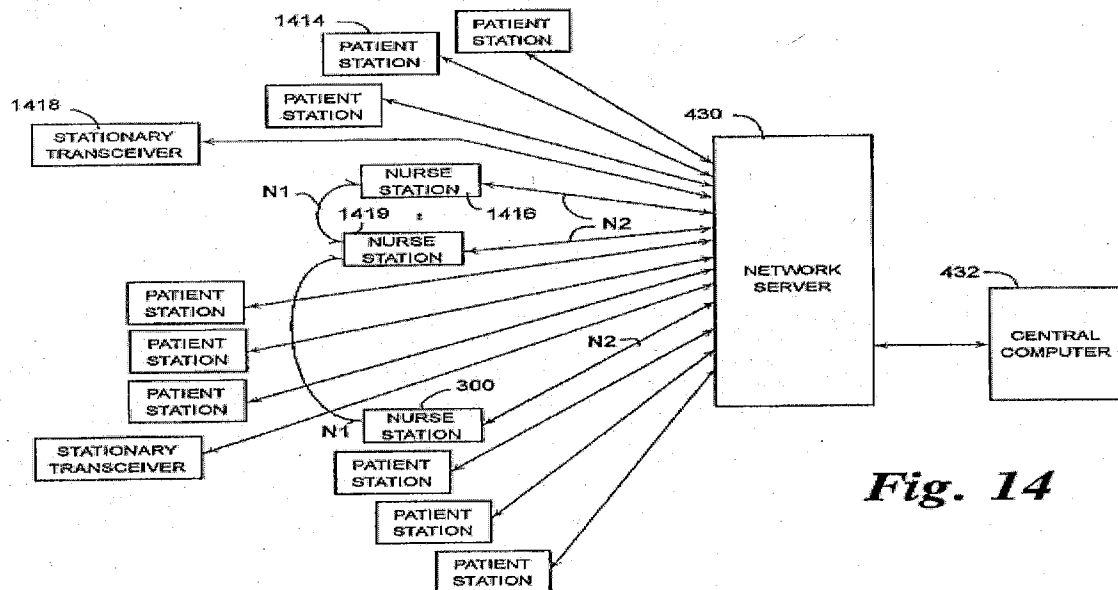 1414
PATIENT
STATION
PATIENT
STATION
PATIENT
STATION
1418
STATIONARY
TRANSCEIVER
430
N1
NURSE
STATION
1416
1419
NURSE
STATION
N2
NETWORK
SERVER
432
CENTRAL
COMPUTER
PATIENT
STATION
PATIENT
STATION
PATIENT
STATION
N2
300
NURSE
STATION
N1
STATIONARY
TRANSCEIVER
PATIENT
STATION
PATIENT
STATION
PATIENT
STATION
Fig. 14